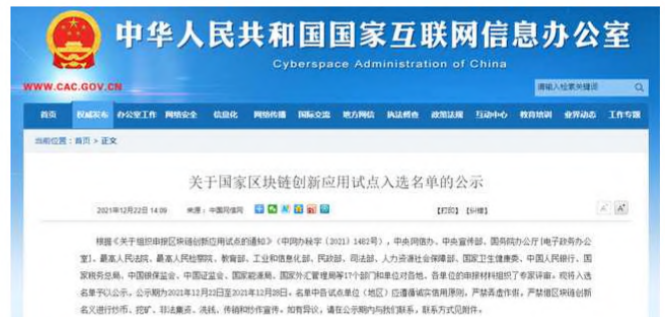 中华人民共和国国家互联网信息办公室
Cyberspace Administration of China
WWW.CAC.GOV.CN
请输入检索关键词
首页 权威发布 办公室工作 网络安全 信息化 网络传播 国际交流 地方网信 执法检查 政策法规 互动中心 教育培训 业界动态 工作专题
当前位置：首页 > 正文
关于国家区块链创新应用试点入选名单的公示
2021年12月22日 14:09 来源：中国网信网 【打印】【纠错】
根据《关于组织申报区块链创新应用试点的通知》（中网办秘字〔2021〕1482号），中央网信办、中央宣传部、国务院办公厅（电子政务办公
室）、最高人民法院、最高人民检察院、教育部、工业和信息化部、民政部、司法部、人力资源社会保障部、国家卫生健康委、中国人民银行、国
家税务总局、中国银保监会、中国证监会、国家能源局、国家外汇管理局等17个部门和单位对各地、各单位的申报材料组织了专家评审，现将入选
名单予以公示，公示期为2021年12月22日至2021年12月28日。名单中各试点单位（地区）应遵循诚实信用原则，严禁弄虚作假，严禁借区块链创新
名义进行炒币、挖矿、非法集资、洗钱、传销和炒作宣传。如有异议，请在公示期内与我们联系，联系方式见附件。